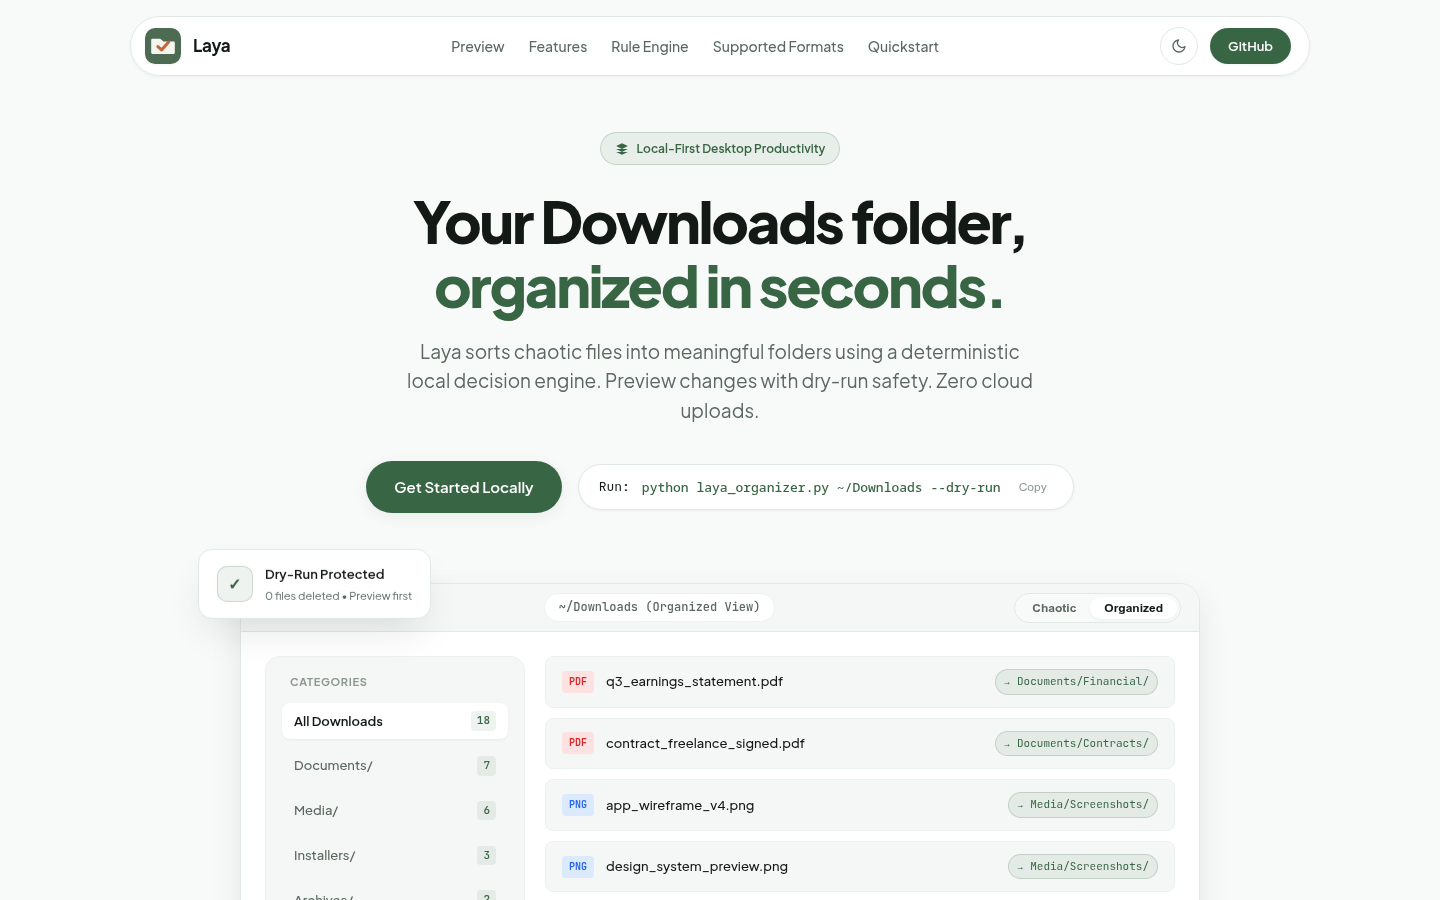 Laya
Preview
Features
Rule Engine
Supported Formats
Quickstart
GitHub
Local-First Desktop Productivity
Your Downloads folder,
organized in seconds.
Laya sorts chaotic files into meaningful folders using a deterministic
local decision engine. Preview changes with dry-run safety. Zero cloud
uploads.
Get Started Locally
Run: python laya_organizer.py ~/Downloads --dry-run Copy
Dry-Run Protected
0 files deleted • Preview first
~/Downloads (Organized View)
Chaotic
Organized
CATEGORIES
All Downloads 18
Documents/ 7
Media/ 6
Installers/ 3
Archives/ 2
PDF q3_earnings_statement.pdf → Documents/Financial/
PDF contract_freelance_signed.pdf → Documents/Contracts/
PNG app_wireframe_v4.png → Media/Screenshots/
PNG design_system_preview.png → Media/Screenshots/